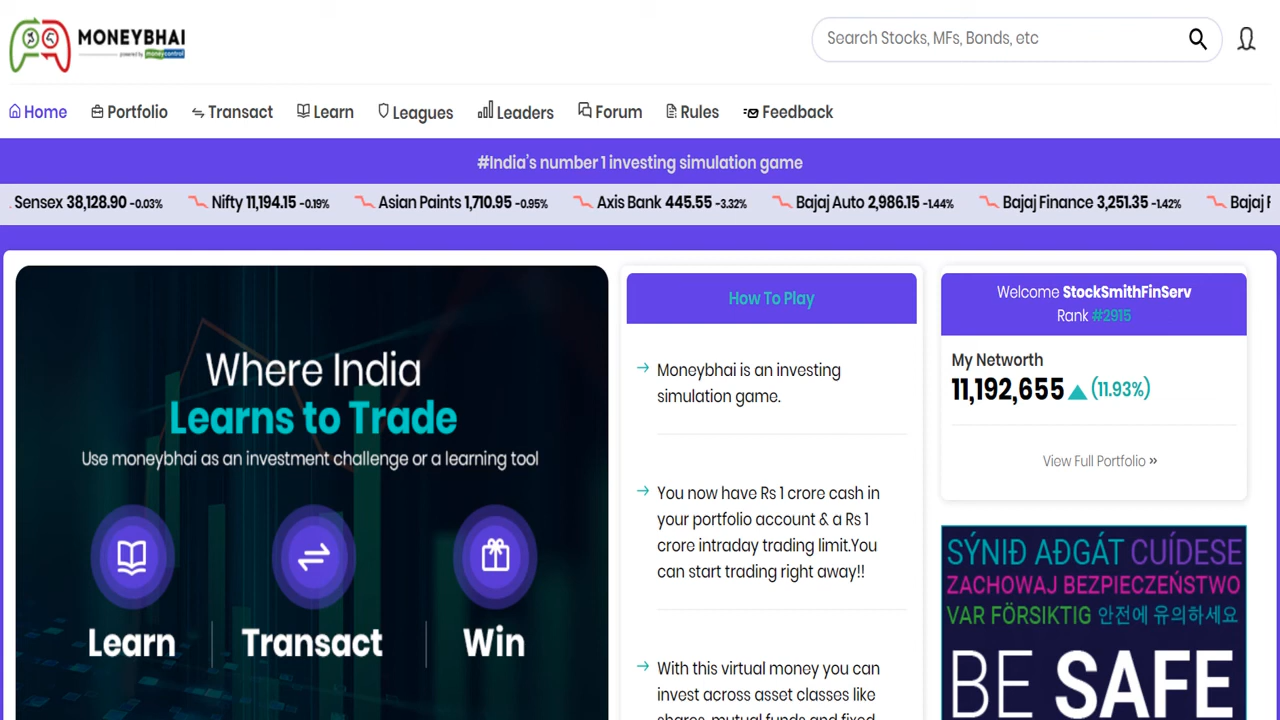 MONEYBHAI
powered by moneycontrol
Search Stocks, MFs, Bonds, etc
Home Portfolio Transact Learn Leagues Leaders Forum Rules Feedback
#India's number 1 investing simulation game
Sensex 38,128.90 -0.03% Nifty 11,194.15 -0.19% Asian Paints 1,710.95 -0.95% Axis Bank 445.55 -3.32% Bajaj Auto 2,986.15 -1.44% Bajaj Finance 3,251.35 -1.42% Bajaj F
Where India
Learns to Trade
Use moneybhai as an investment challenge or a learning tool
Learn Transact Win
How To Play
Moneybhai is an investing
simulation game.
You now have Rs 1 crore cash in
your portfolio account & a Rs 1
crore intraday trading limit.You
can start trading right away!!
With this virtual money you can
invest across asset classes like
shares, mutual funds and fixed
Welcome StockSmithFinServ
Rank #2915
My Networth
11,192,655 (11.93%)
View Full Portfolio »
SÝNIÐ AÐGÁT CUÍDESE
ZACHOWAJ BEZPIECZEŃSTWO
VAR FÖRSIKTIG 안전에 유의하세요
BE SAFE